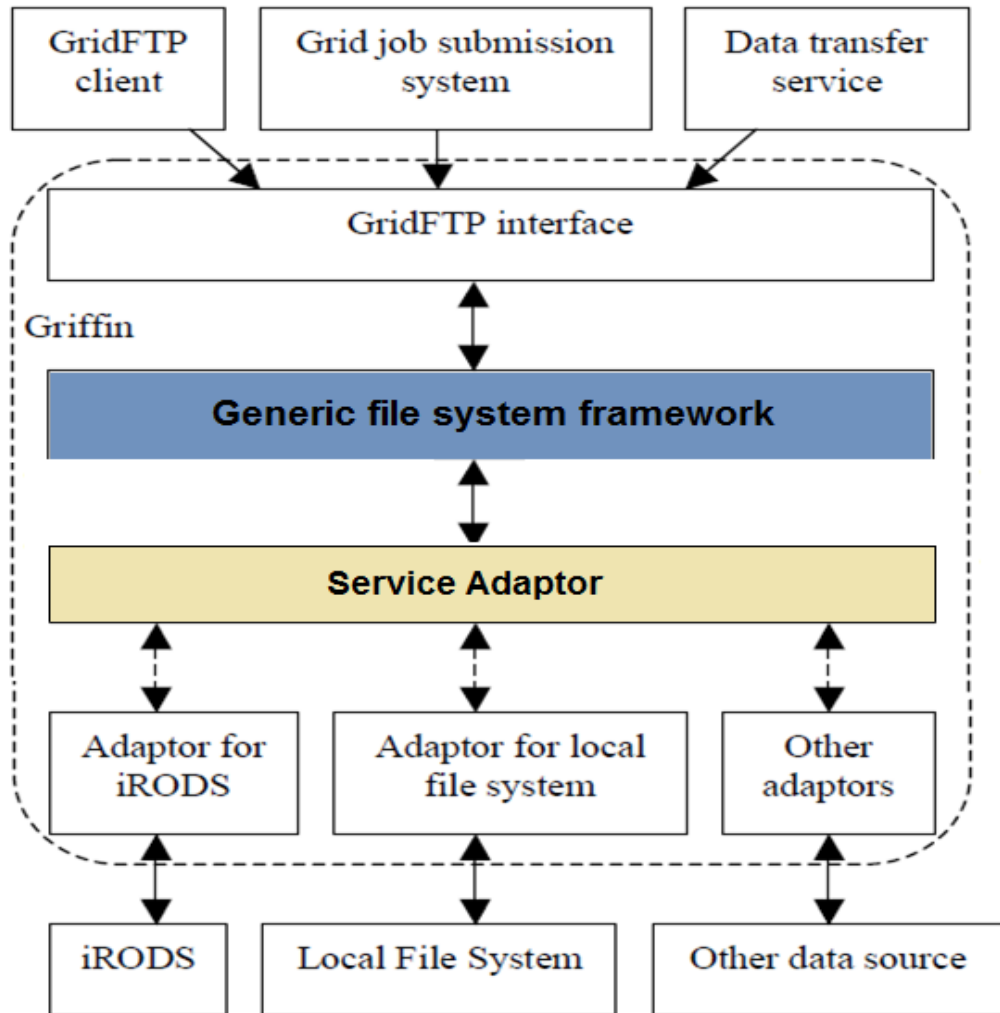 GridFTP
client
Grid job submission
system
Data transfer
service
GridFTP interface
Griffin
Generic file system framework
Service Adaptor
Adaptor for
iRODS
Adaptor for local
file system
Other
adaptors
iRODS
Local File System
Other data source